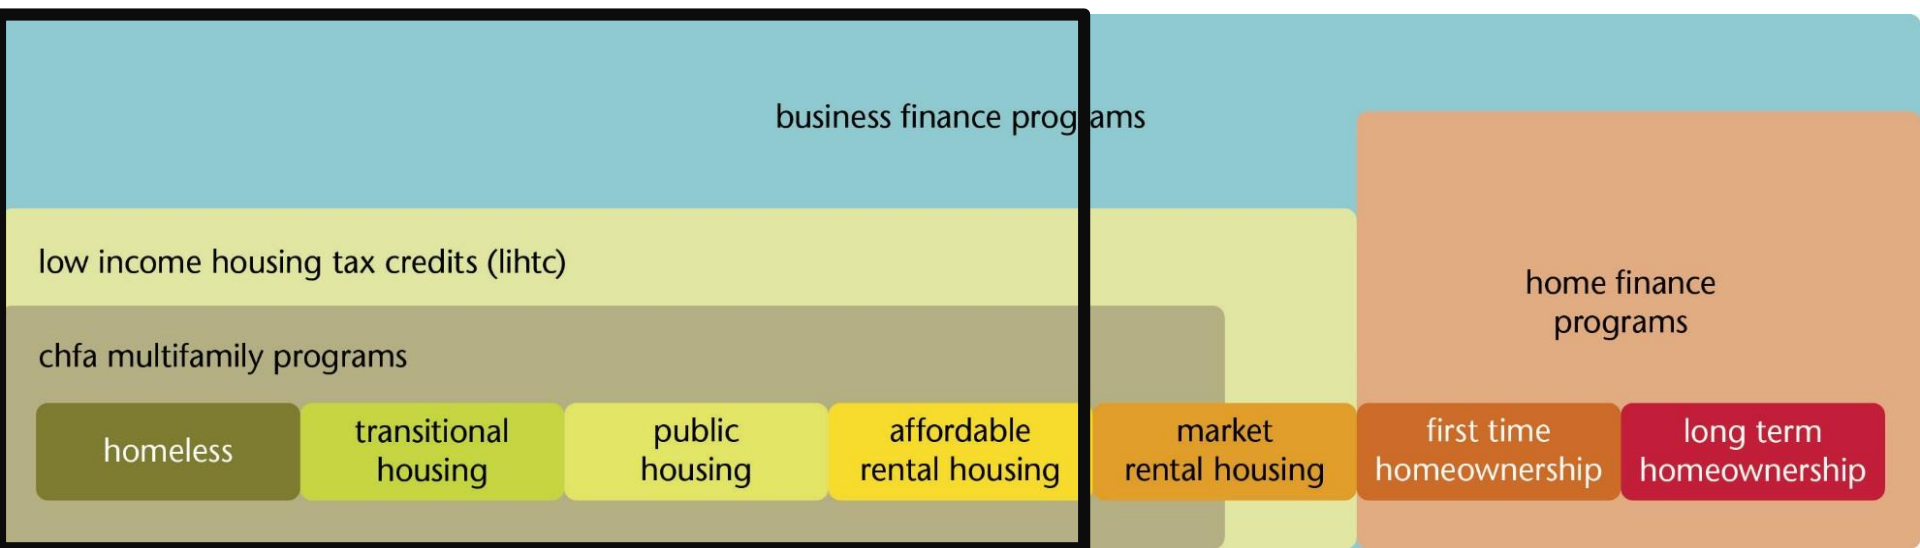 business finance programs
low income housing tax credits (lihtc)
home finance
programs
chfa multifamily programs
homeless
transitional
housing
public
housing
affordable
rental housing
market
rental housing
first time
homeownership
long term
homeownership